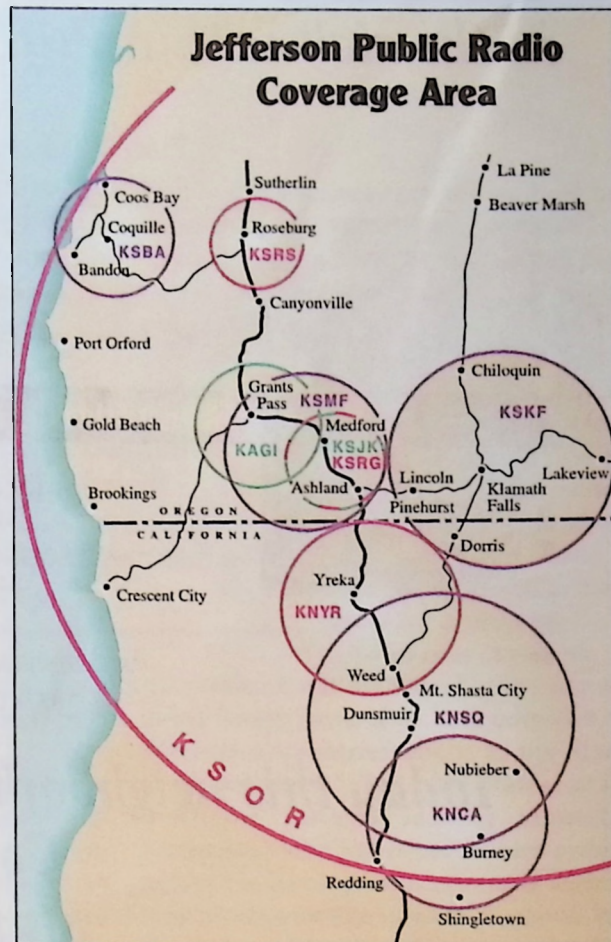 Jefferson Public Radio
Coverage Area
La Pine
Sutherlin
Coos Bay
Beaver Marsh
Coquille
Roseburg
KSBA
KSRS
Bandon
Canyonville
Port Orford
Chiloquin
Grants
Pass
KSMF
KSKF
Gold Beach
Medford
KAGI
KSJK
KSRG
Lakeview
Ashland
Lincoln
Klamath
Falls
Brookings
Pinehurst
OREGON
CALIFORNIA
Dorris
Yreka
Crescent City
KNYR
Weed
Mt. Shasta City
Dunsmuir
KNSQ
KSOR
Nubieber
KNCA
Burney
Redding
Shingletown